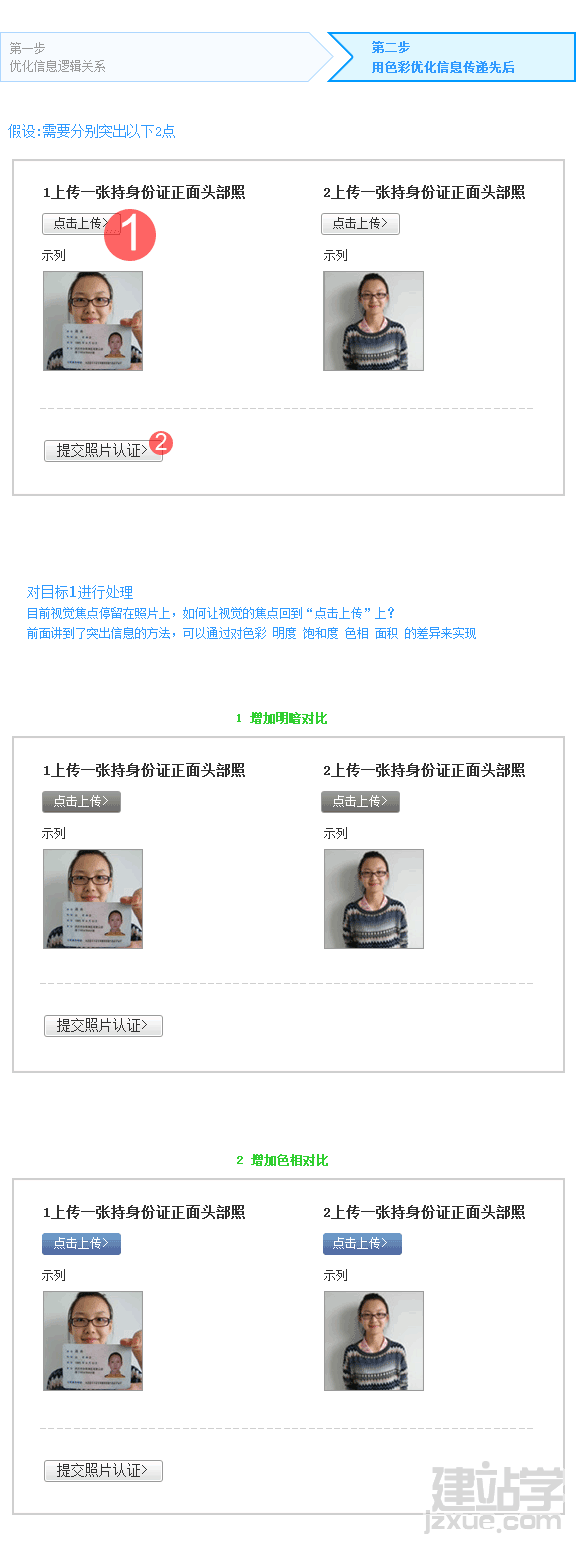 第一步
优化信息逻辑关系
第二步
用色彩优化信息传递先后
假设:需要分别突出以下2点
1上传一张持身份证正面头部照
2上传一张持身份证正面头部照
点击上传>
1
点击上传>
示列
示列
提交照片认证>
2
对目标1进行处理
目前视觉焦点停留在照片上，如何让视觉的焦点回到“点击上传”上？
前面讲到了突出信息的方法，可以通过对色彩 明度 饱和度 色相 面积 的差异来实现
1 增加明暗对比
1上传一张持身份证正面头部照
2上传一张持身份证正面头部照
点击上传>
点击上传>
示列
示列
提交照片认证>
2 增加色相对比
1上传一张持身份证正面头部照
2上传一张持身份证正面头部照
点击上传>
点击上传>
示列
示列
提交照片认证>
建站学
jzxue.com